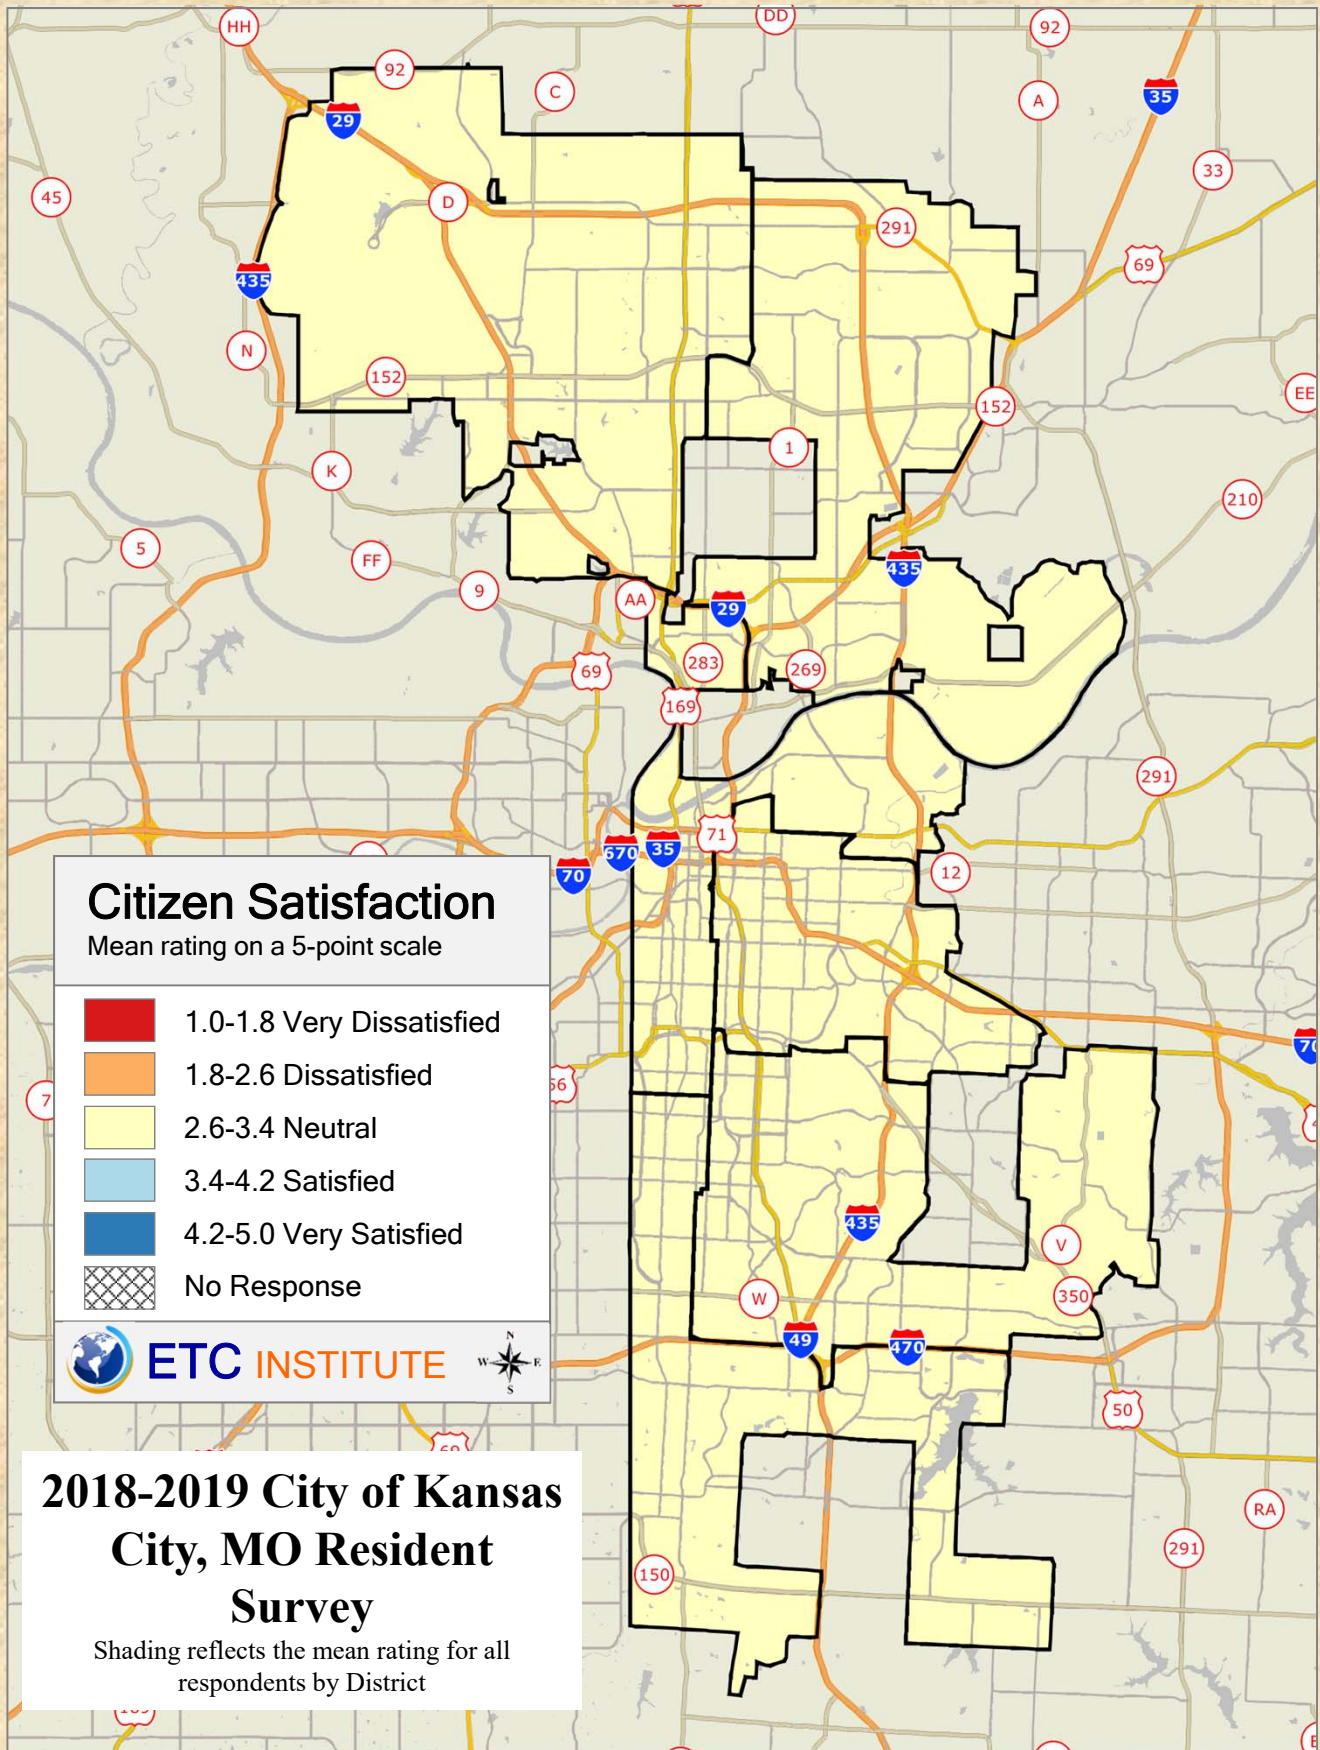 HH
DD
92
92
C
A
35
29
33
45
D
291
69
435
N
152
EE
152
1
K
210
5
FF
435
9
AA
29
283
269
69
169
291
71
670
35
70
12
Citizen Satisfaction
Mean rating on a 5-point scale
1.0-1.8 Very Dissatisfied
1.8-2.6 Dissatisfied
2.6-3.4 Neutral
3.4-4.2 Satisfied
4.2-5.0 Very Satisfied
No Response
N
W E
S
ETC INSTITUTE
70
7
56
435
V
W
350
49
470
50
69
RA
291
150
2018-2019 City of Kansas
City, MO Resident
Survey
Shading reflects the mean rating for all
respondents by District
169